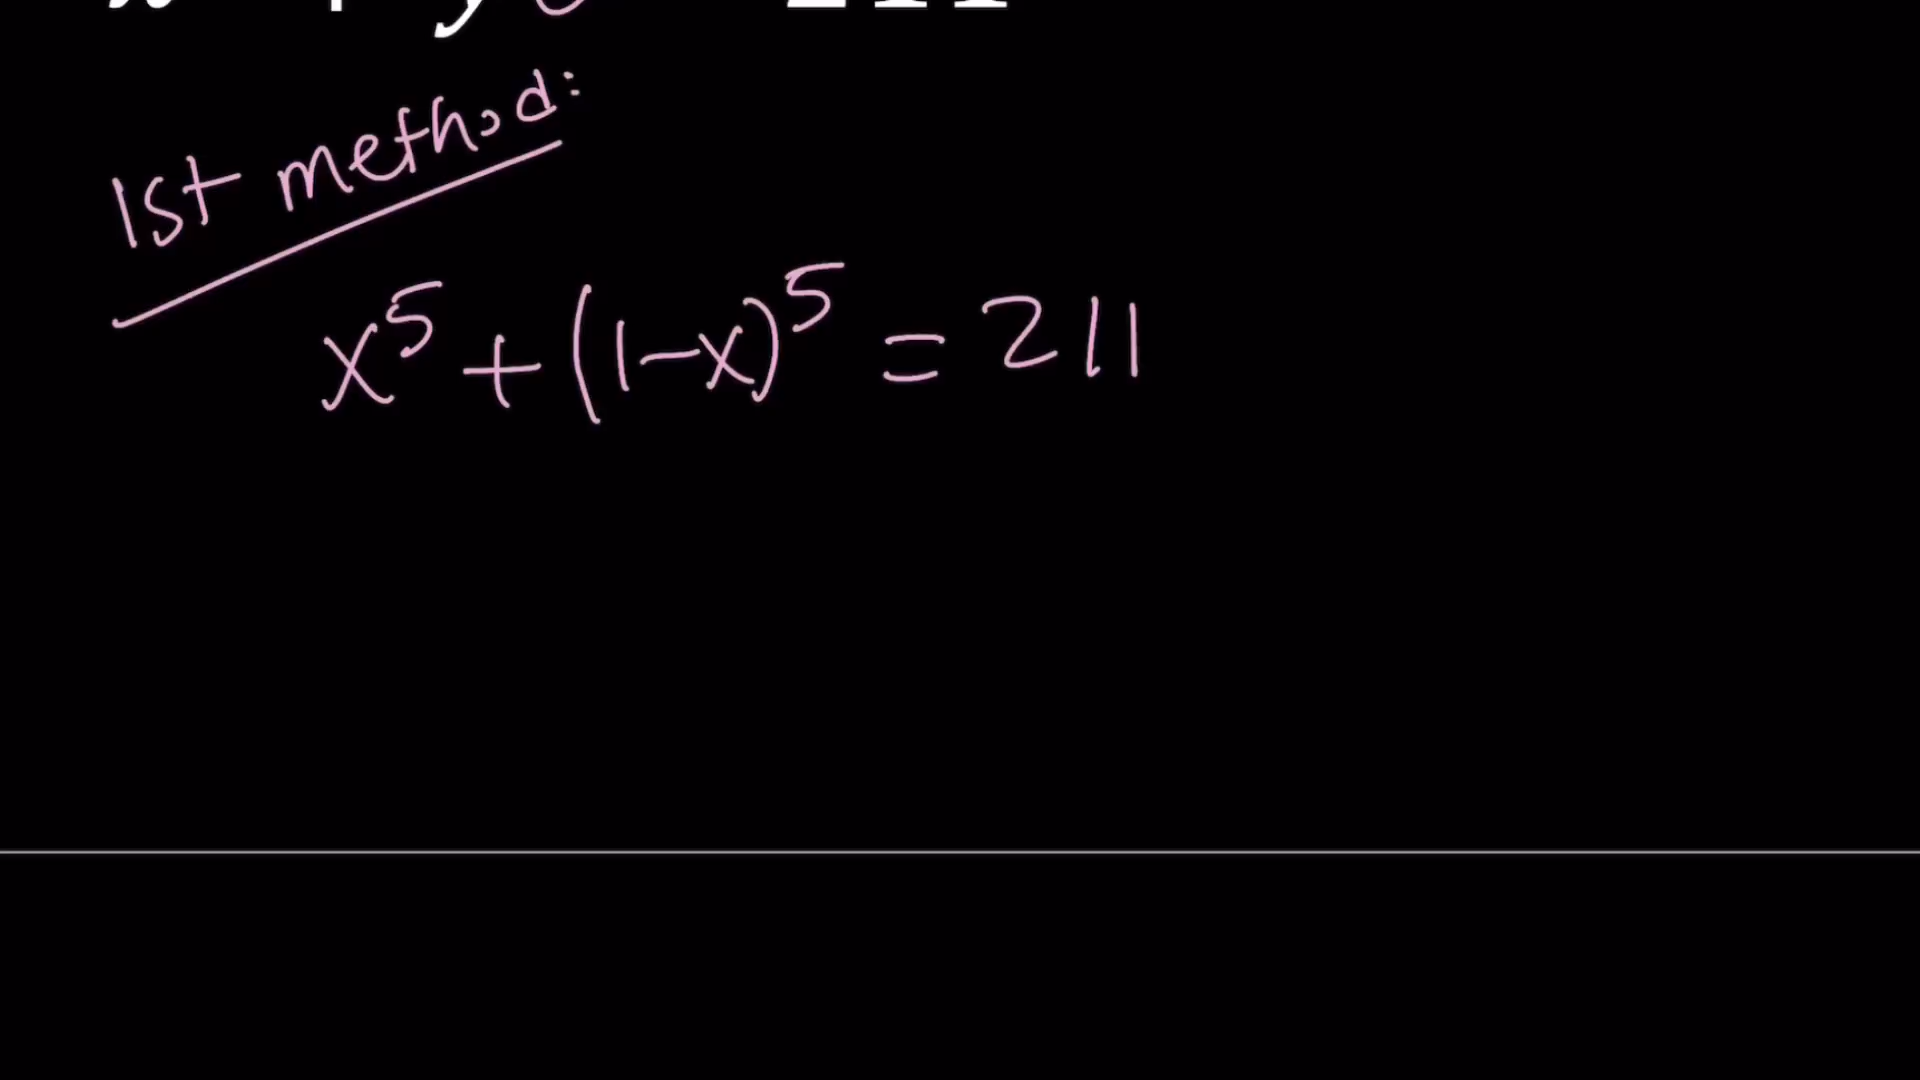 1st method:
x⁵ + (1-x)⁵ = 211